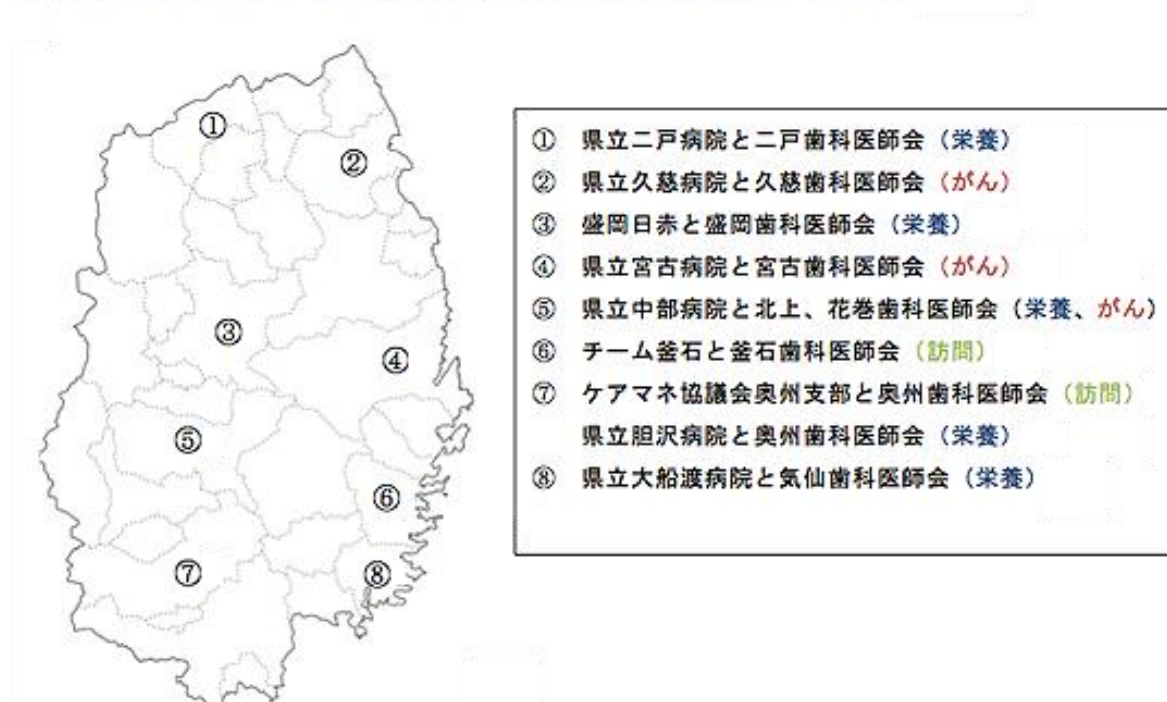 ①
②
③
④
⑤
⑥
⑦
⑧
① 県立二戸病院と二戸歯科医師会（栄養）
② 県立久慈病院と久慈歯科医師会（がん）
③ 盛岡日赤と盛岡歯科医師会（栄養）
④ 県立宮古病院と宮古歯科医師会（がん）
⑤ 県立中部病院と北上、花巻歯科医師会（栄養、がん）
⑥ チーム釜石と釜石歯科医師会（訪問）
⑦ ケアマネ協議会奥州支部と奥州歯科医師会（訪問）
県立胆沢病院と奥州歯科医師会（栄養）
⑧ 県立大船渡病院と気仙歯科医師会（栄養）